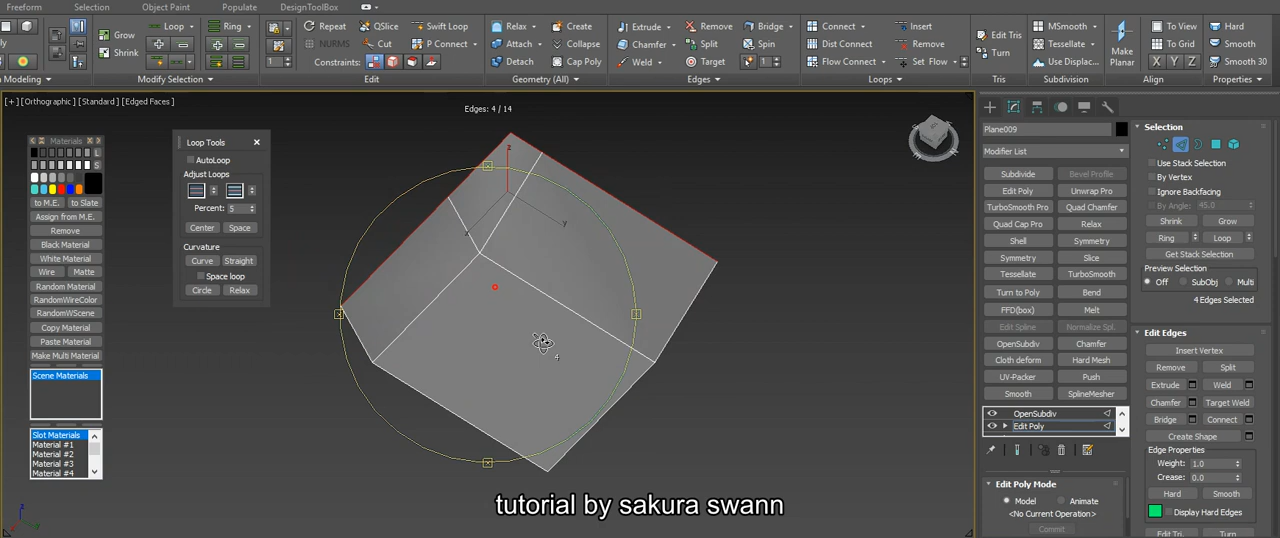 Freeform Selection Object Paint Populate DesignToolBox
Grow Loop Ring Repeat QSlice Swift Loop Relax Create Extrude Remove Bridge Connect Insert MSmooth To View Hard
Edit Tris
Shrink NURMS Cut P Connect Attach Collapse Chamfer Split Spin Dist Connect Remove Tessellate Make Planar To Grid Smooth
Turn
1 Constraints: Detach Cap Poly Weld Target 1 Flow Connect Set Flow Use Displac... X Y Z Smooth 30
Modeling Modify Selection Edit Geometry (All) Edges Loops Tris Subdivision Align Properties
[+] [Orthographic] [Standard] [Edged Faces]
Edges: 4 / 14
Materials
L
S
to M.E. to Slate
Assign from M.E.
Remove
Black Material
White Material
Wire Matte
Random Material
RandomWireColor
RandomWScene
Copy Material
Paste Material
Make Multi Material
Scene Materials
Slot Materials
Material #1
Material #2
Material #3
Material #4
Loop Tools
AutoLoop
Adjust Loops
Percent: 5
Center Space
Curvature
Curve Straight
Space loop
Circle Relax
z
y
x
4
z
y
x
tutorial by sakura swann
Plane009
Modifier List
Subdivide Bevel Profile
Edit Poly Unwrap Pro
TurboSmooth Pro Quad Chamfer
Quad Cap Pro Relax
Shell Symmetry
Symmetry Slice
Tessellate TurboSmooth
Turn to Poly Bend
FFD(box) Melt
Edit Spline Normalize Spl.
OpenSubdiv Chamfer
Cloth deform Hard Mesh
UV-Packer Push
Smooth SplineMesher
OpenSubdiv
Edit Poly
Edit Poly Mode
Model Animate
<No Current Operation>
Commit
Selection
Use Stack Selection
By Vertex
Ignore Backfacing
By Angle: 45.0
Shrink Grow
Ring Loop
Get Stack Selection
Preview Selection
Off SubObj Multi
4 Edges Selected
Edit Edges
Insert Vertex
Remove Split
Extrude Weld
Chamfer Target Weld
Bridge Connect
Create Shape
Edge Properties
Weight: 1.0
Crease: 0.0
Hard Smooth
Display Hard Edges
Edit Tri. Turn